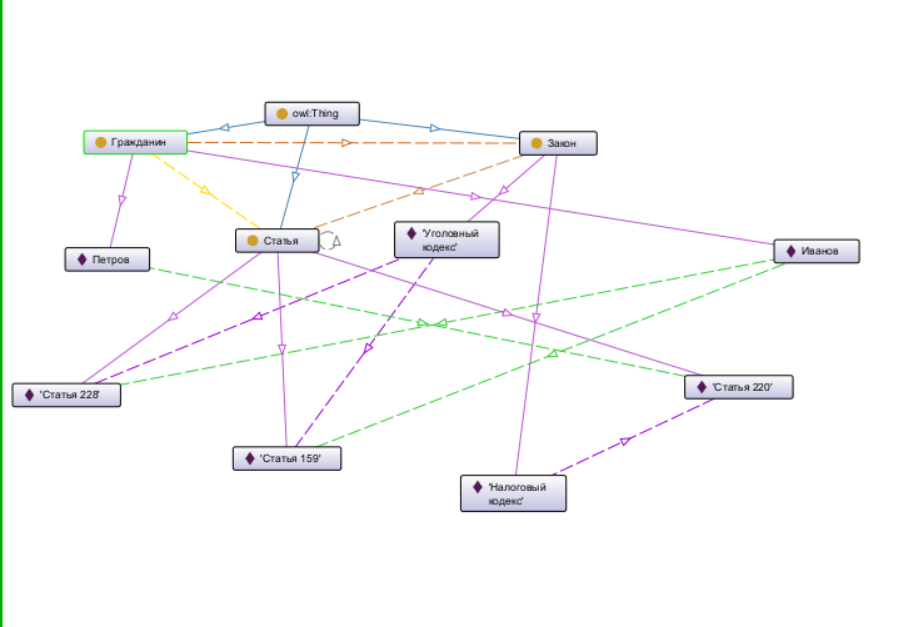 owl:Thing
Гражданин
Закон
Статья
'Уголовный
кодекс'
Петров
Иванов
'Статья 228'
'Статья 220'
'Статья 159'
'Налоговый
кодекс'